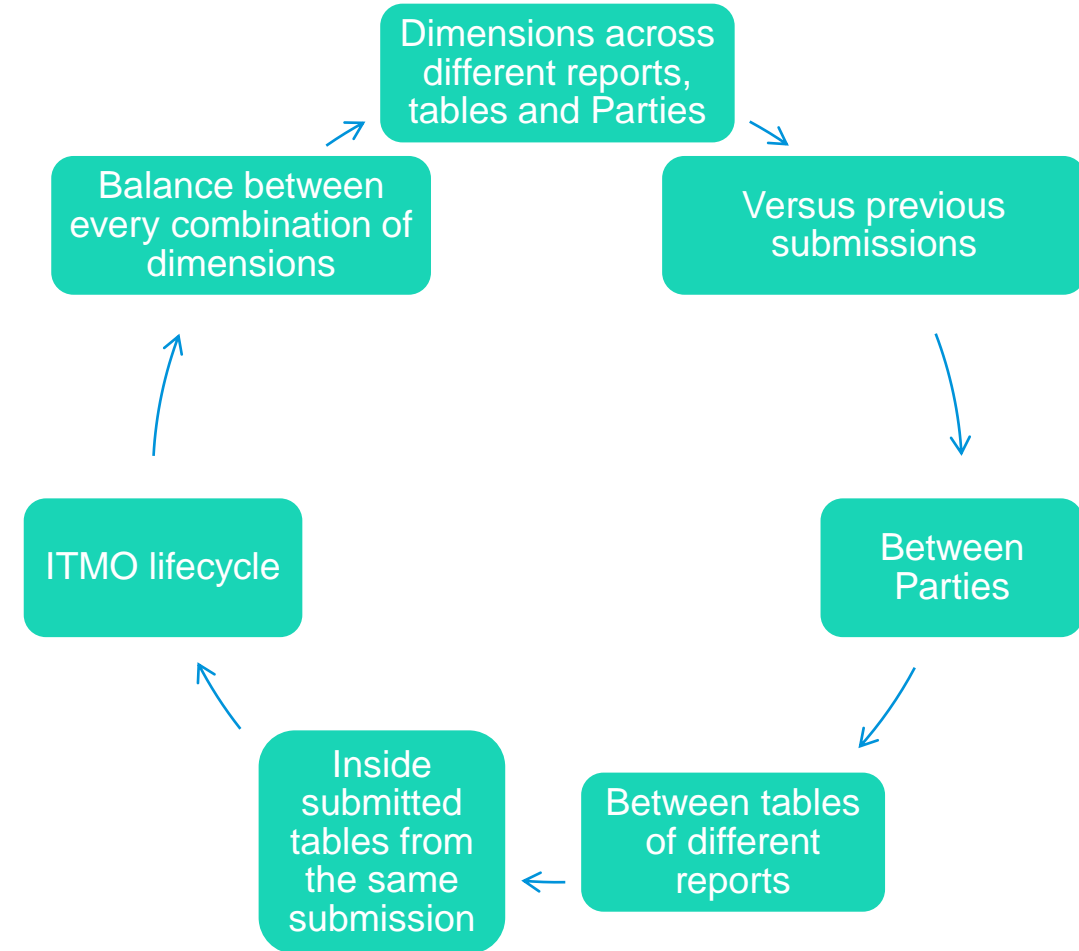 Dimensions across
different reports,
tables and Parties
Versus previous
submissions
Between
Parties
Between tables
of different
reports
Inside
submitted
tables from
the same
submission
ITMO lifecycle
Balance between
every combination of
dimensions